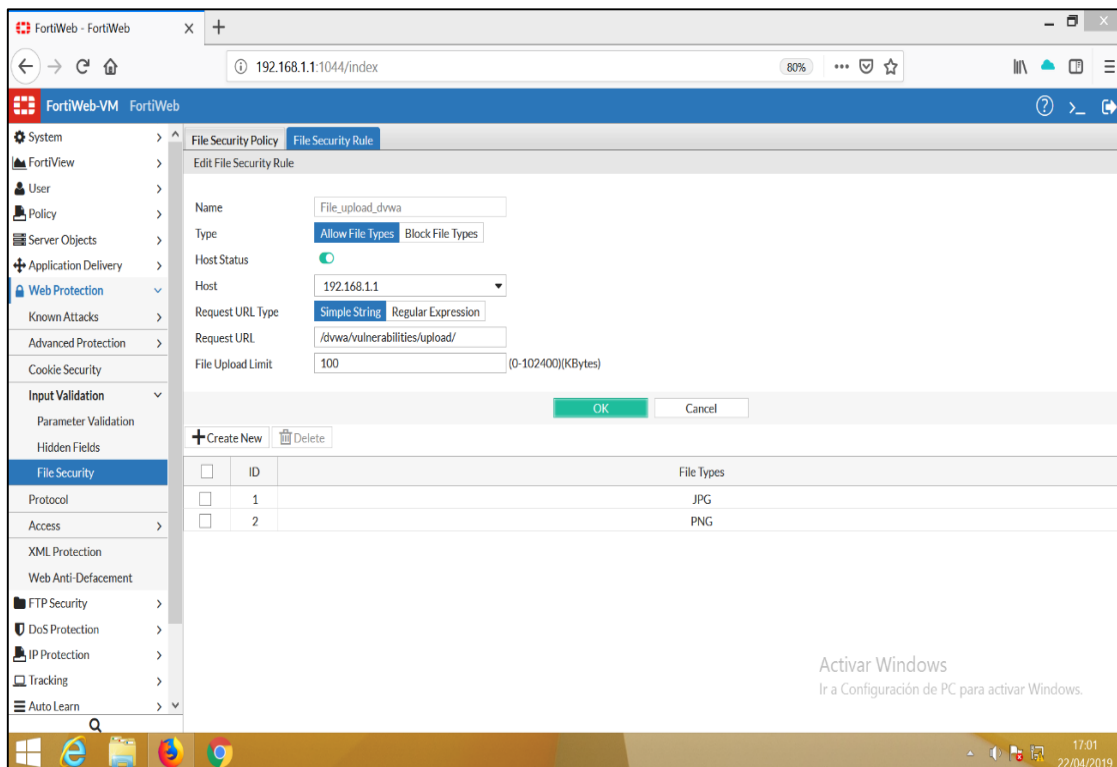 FortiWeb - FortiWeb
192.168.1.1:1044/index
80%
FortiWeb-VM FortiWeb
System
FortiView
User
Policy
Server Objects
Application Delivery
Web Protection
Known Attacks
Advanced Protection
Cookie Security
Input Validation
Parameter Validation
Hidden Fields
File Security
Protocol
Access
XML Protection
Web Anti-Defacement
FTP Security
DoS Protection
IP Protection
Tracking
Auto Learn
File Security Policy File Security Rule
Edit File Security Rule
Name File_upload_dvwa
Type Allow File Types Block File Types
Host Status
Host 192.168.1.1
Request URL Type Simple String Regular Expression
Request URL /dvwa/vulnerabilities/upload/
File Upload Limit 100 (0-102400)(KBytes)
OK Cancel
Create New Delete
ID File Types
1 JPG
2 PNG
Activar Windows
Ir a Configuración de PC para activar Windows.
17:01
22/04/2019